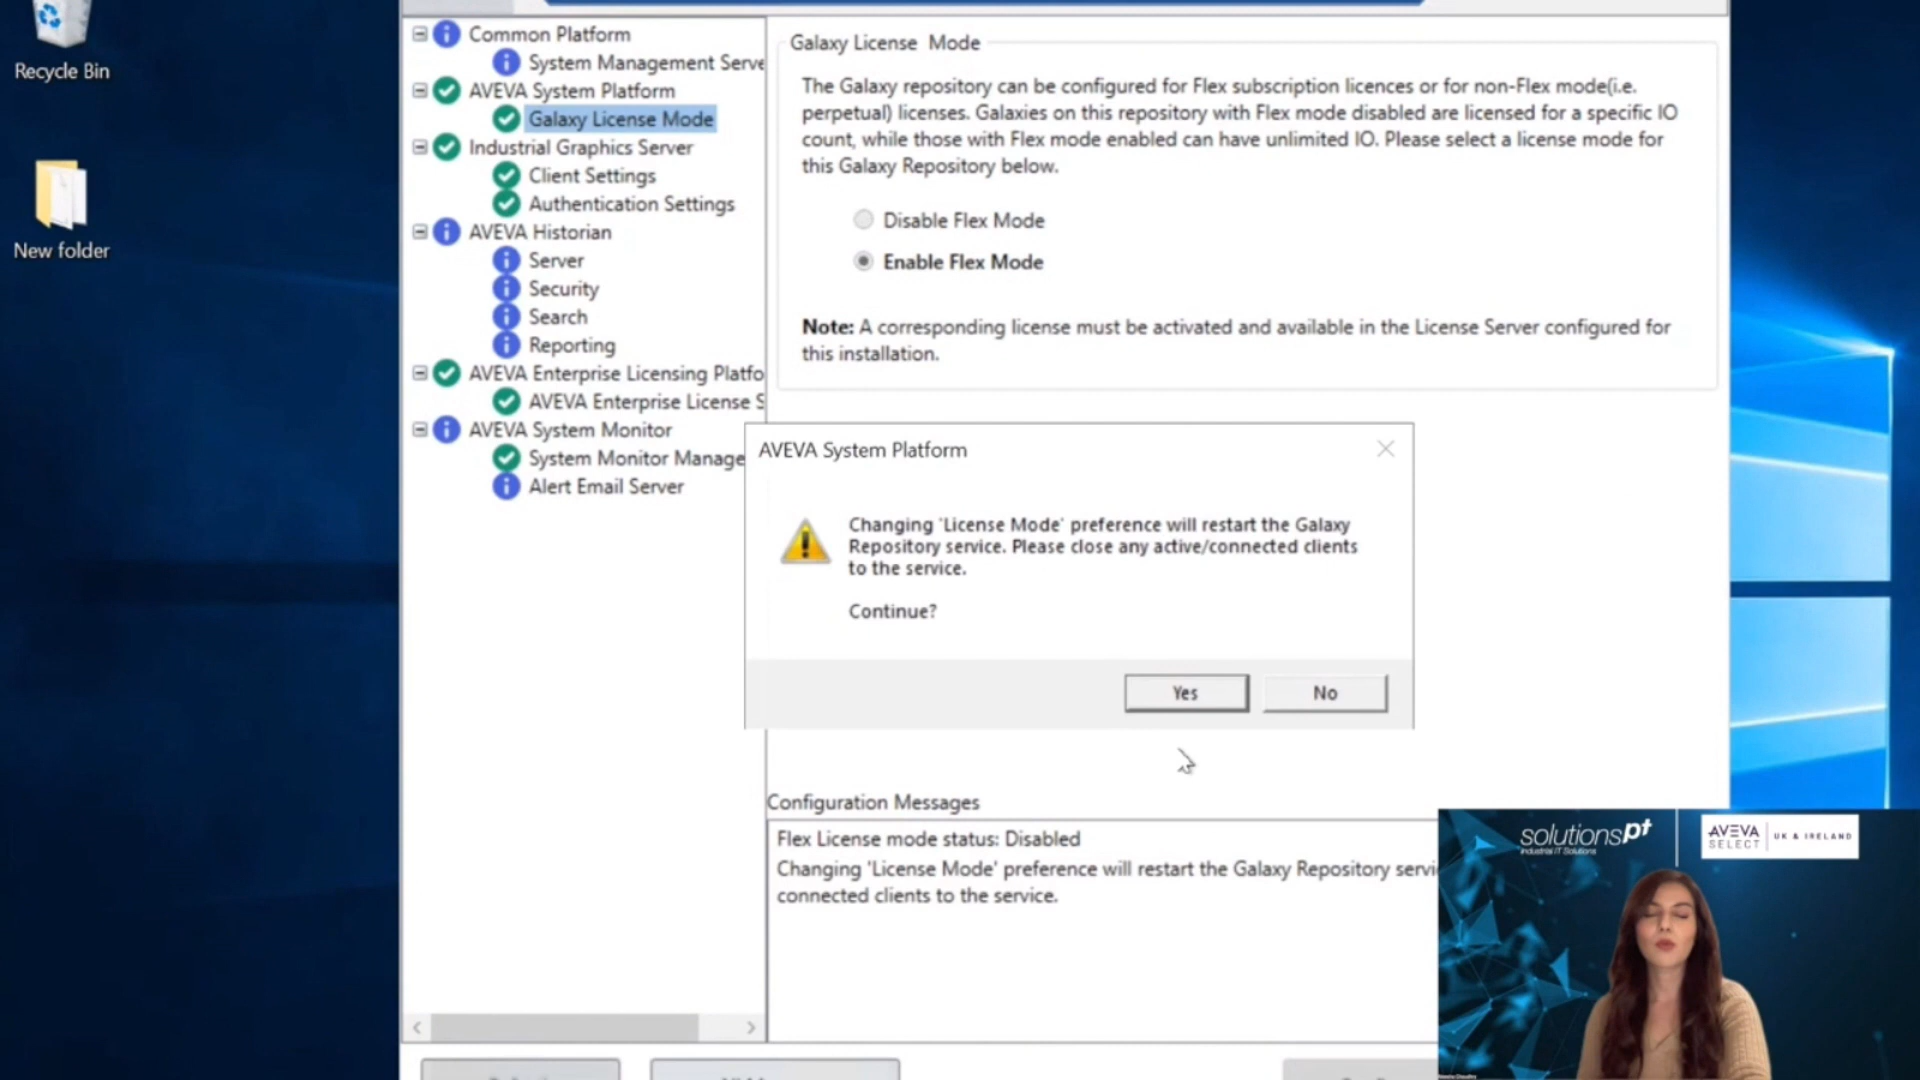 Recycle Bin
New folder
Common Platform
System Management Serve
AVEVA System Platform
Galaxy License Mode
Industrial Graphics Server
Client Settings
Authentication Settings
AVEVA Historian
Server
Security
Search
Reporting
AVEVA Enterprise Licensing Platfo
AVEVA Enterprise License S
AVEVA System Monitor
System Monitor Manage
Alert Email Server
Galaxy License Mode
The Galaxy repository can be configured for Flex subscription licences or for non-Flex mode(i.e.
perpetual) licenses. Galaxies on this repository with Flex mode disabled are licensed for a specific IO
count, while those with Flex mode enabled can have unlimited IO. Please select a license mode for
this Galaxy Repository below.
Disable Flex Mode
Enable Flex Mode
Note: A corresponding license must be activated and available in the License Server configured for
this installation.
AVEVA System Platform
Changing 'License Mode' preference will restart the Galaxy
Repository service. Please close any active/connected clients
to the service.
Continue?
Yes
No
Configuration Messages
Flex License mode status: Disabled
Changing 'License Mode' preference will restart the Galaxy Repository servi
connected clients to the service.
solutionspt
Industrial IT Solutions
AVEVA
SELECT
UK & IRELAND